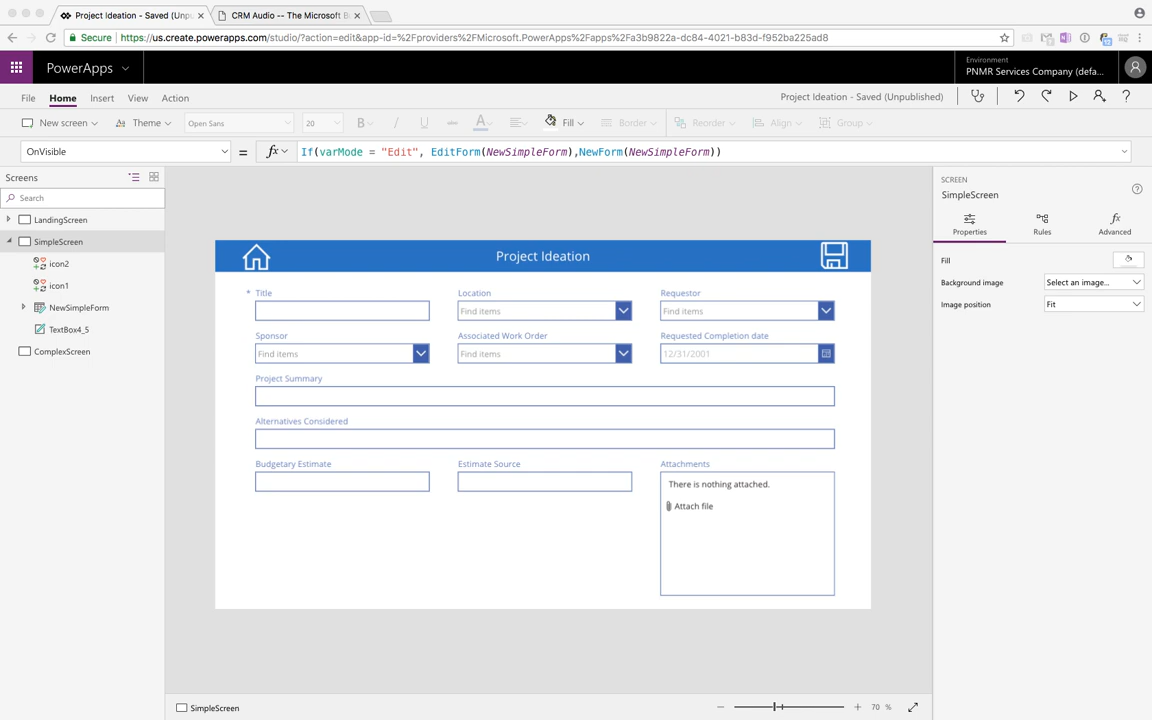 Project Ideation - Saved (Unpu
CRM Audio -- The Microsoft B
Secure https://us.create.powerapps.com/studio/?action=edit&app-id=%2Fproviders%2FMicrosoft.PowerApps%2Fapps%2Fa3b9822a-dc84-4021-b83d-f952ba225ad8
PowerApps
Environment
PNMR Services Company (defa...
File Home Insert View Action
Project Ideation - Saved (Unpublished)
New screen Theme Open Sans 20 B / U abc A Fill Border Reorder Align Group
OnVisible = fx If(varMode = "Edit", EditForm(NewSimpleForm),NewForm(NewSimpleForm))
Screens
Search
LandingScreen
SimpleScreen
icon2
icon1
NewSimpleForm
TextBox4_5
ComplexScreen
Project Ideation
* Title Location Requestor
Find items Find items
Sponsor Associated Work Order Requested Completion date
Find items Find items 12/31/2001
Project Summary
Alternatives Considered
Budgetary Estimate Estimate Source Attachments
There is nothing attached.
Attach file
SCREEN
SimpleScreen
Properties Rules Advanced
Fill
Background image Select an image...
Image position Fit
SimpleScreen
70 %